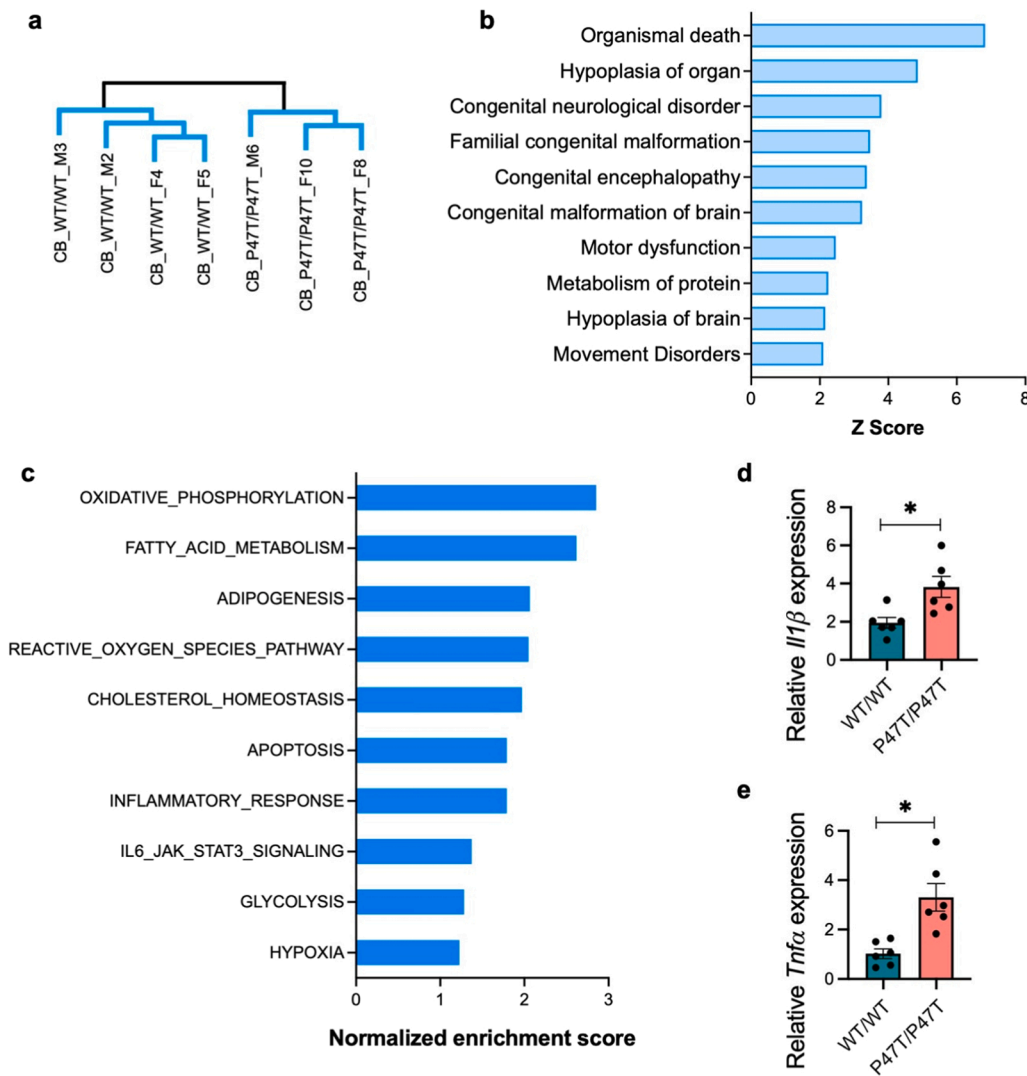 a
CB_WT/WT_M3
CB_WT/WT_M2
CB_WT/WT_F4
CB_WT/WT_F5
CB_P47T/P47T_M6
CB_P47T/P47T_F10
CB_P47T/P47T_F8
b
Organismal death
Hypoplasia of organ
Congenital neurological disorder
Familial congenital malformation
Congenital encephalopathy
Congenital malformation of brain
Motor dysfunction
Metabolism of protein
Hypoplasia of brain
Movement Disorders
0 2 4 6 8
Z Score
c
OXIDATIVE_PHOSPHORYLATION
FATTY_ACID_METABOLISM
ADIPOGENESIS
REACTIVE_OXYGEN_SPECIES_PATHWAY
CHOLESTEROL_HOMEOSTASIS
APOPTOSIS
INFLAMMATORY_RESPONSE
IL6_JAK_STAT3_SIGNALING
GLYCOLYSIS
HYPOXIA
0 1 2 3
Normalized enrichment score
d
Relative Il1β expression
8
6
4
2
0
*
WT/WT
P47T/P47T
e
Relative Tnfα expression
6
4
2
0
*
WT/WT
P47T/P47T